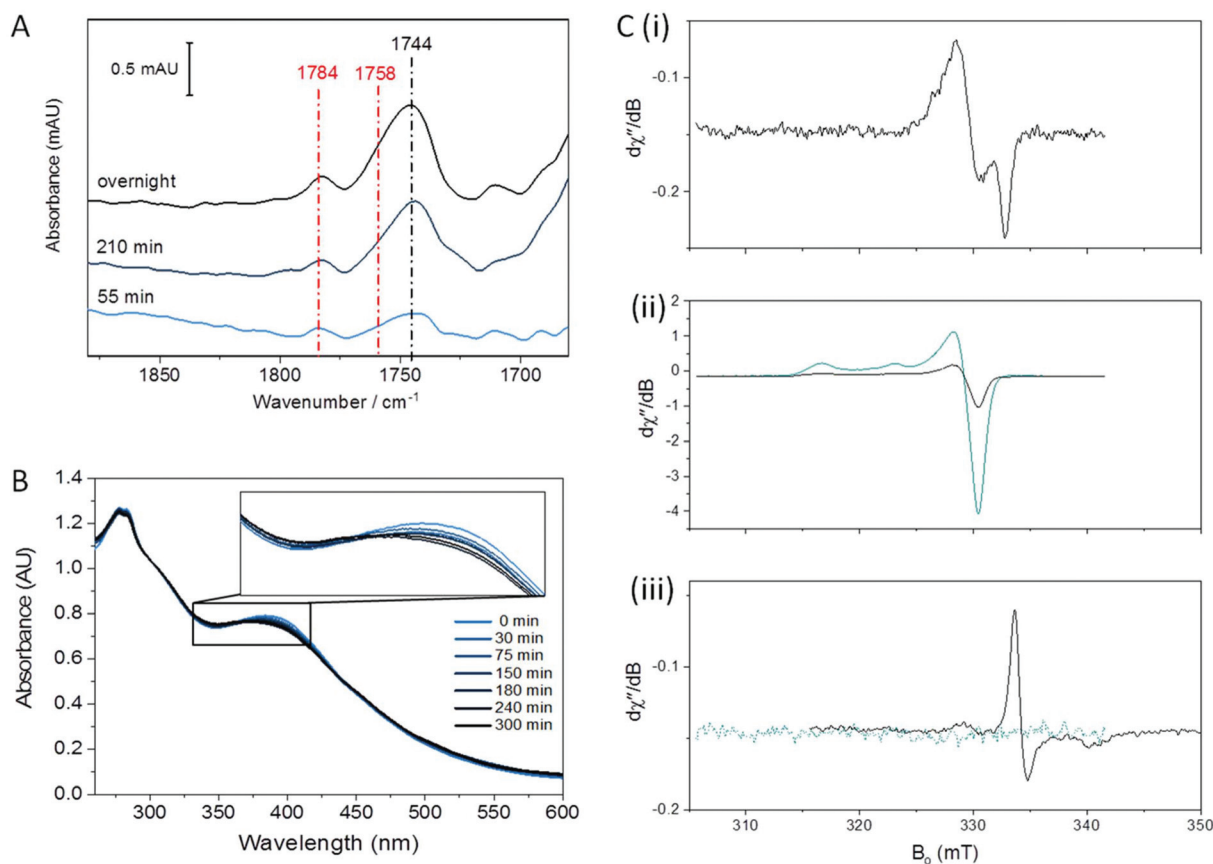 A
0.5 mAU
1784
1758
1744
overnight
210 min
55 min
Absorbance (mAU)
1850
1800
1750
1700
Wavenumber / cm⁻¹
B
1.4
1.2
1.0
0.8
0.6
0.4
0.2
0.0
Absorbance (AU)
0 min
30 min
75 min
150 min
180 min
240 min
300 min
300
350
400
450
500
550
600
Wavelength (nm)
C (i)
-0.1
-0.2
dχ″/dB
(ii)
2
1
0
-1
-2
-3
-4
dχ″/dB
(iii)
-0.1
-0.2
dχ″/dB
310
320
330
340
350
B₀ (mT)